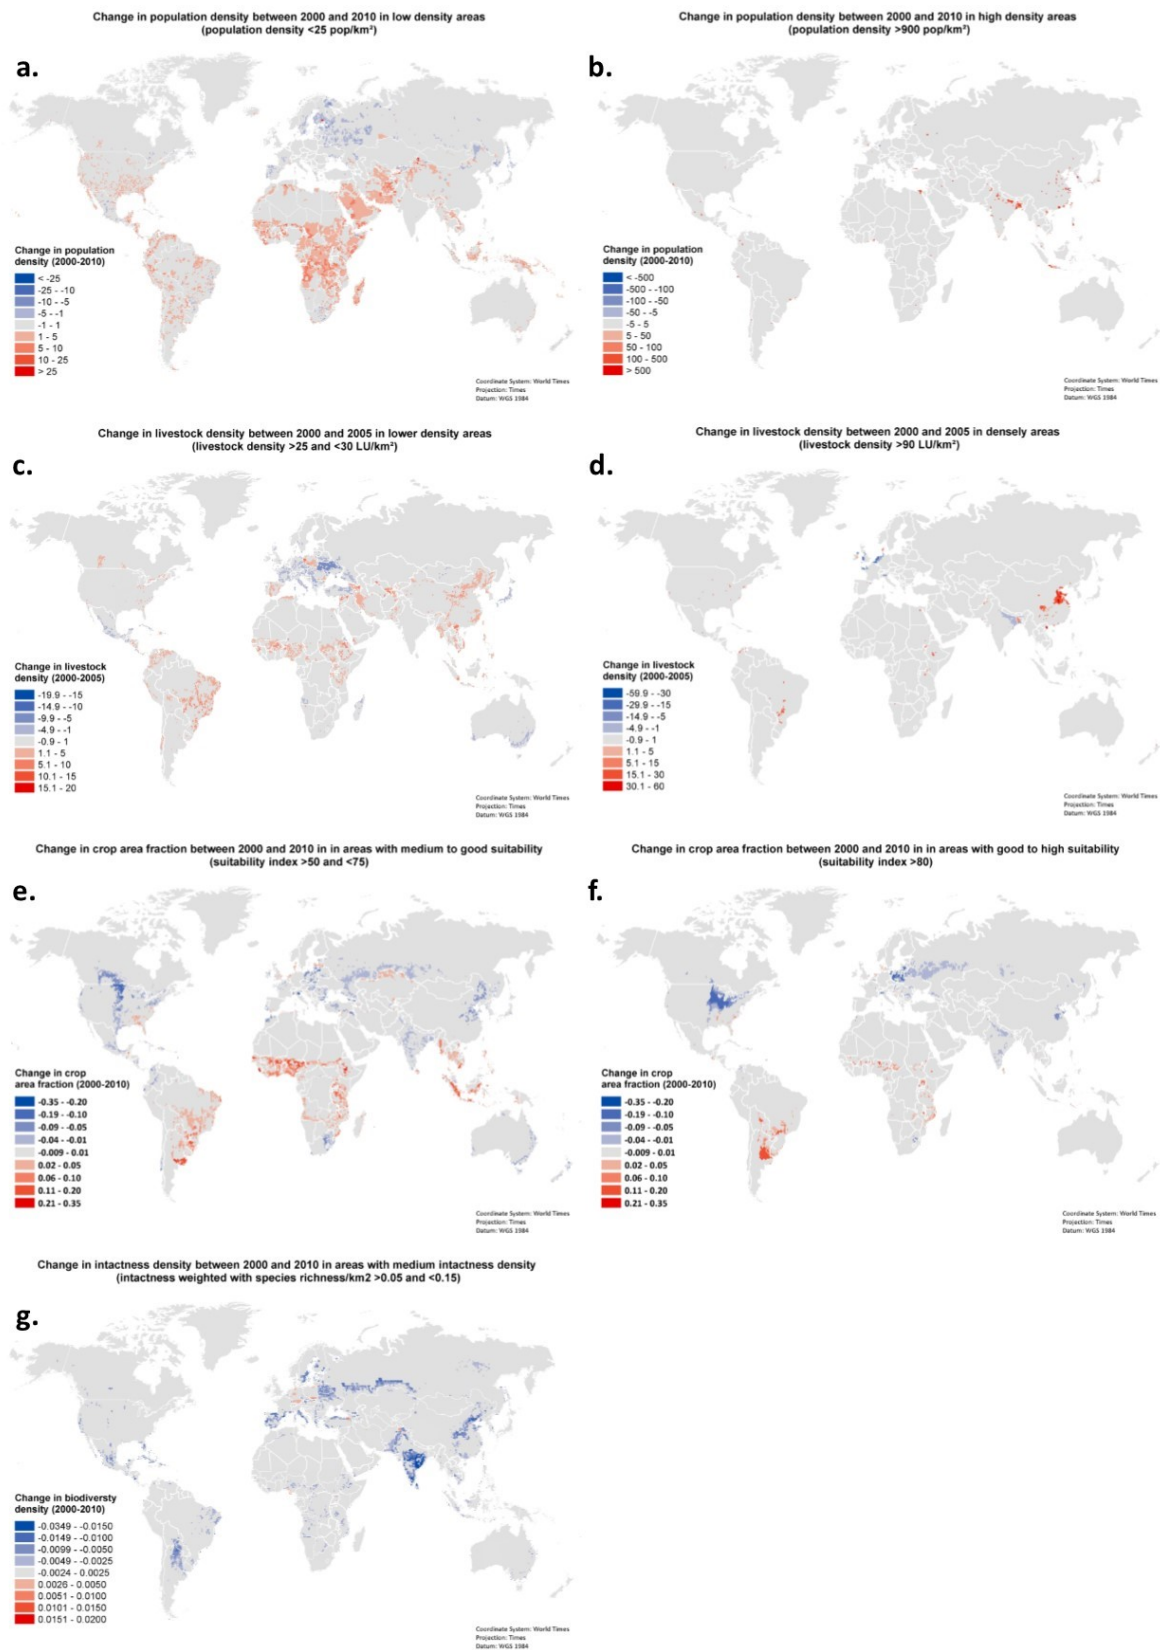 Change in population density between 2000 and 2010 in low density areas
(population density <25 pop/km²)
a.
Change in population
density (2000-2010)
< -25
-25 - -10
-10 - -5
-5 - -1
-1 - 1
1 - 5
5 - 10
10 - 25
> 25
Coordinate System: World Times
Projection: Times
Datum: WGS 1984
Change in population density between 2000 and 2010 in high density areas
(population density >900 pop/km²)
b.
Change in population
density (2000-2010)
< -500
-500 - -100
-100 - -50
-50 - -5
-5 - 5
5 - 50
50 - 100
100 - 500
> 500
Coordinate System: World Times
Projection: Times
Datum: WGS 1984
Change in livestock density between 2000 and 2005 in lower density areas
(livestock density >25 and <30 LU/km²)
c.
Change in livestock
density (2000-2005)
-19.9 - -15
-14.9 - -10
-9.9 - -5
-4.9 - -1
-0.9 - 1
1.1 - 5
5.1 - 10
10.1 - 15
15.1 - 20
Coordinate System: World Times
Projection: Times
Datum: WGS 1984
Change in livestock density between 2000 and 2005 in densely areas
(livestock density >90 LU/km²)
d.
Change in livestock
density (2000-2005)
-59.9 - -30
-29.9 - -15
-14.9 - -5
-4.9 - -1
-0.9 - 1
1.1 - 5
5.1 - 15
15.1 - 30
30.1 - 60
Coordinate System: World Times
Projection: Times
Datum: WGS 1984
Change in crop area fraction between 2000 and 2010 in in areas with medium to good suitability
(suitability index >50 and <75)
e.
Change in crop
area fraction (2000-2010)
-0.35 - -0.20
-0.19 - -0.10
-0.09 - -0.05
-0.04 - -0.01
-0.009 - 0.01
0.02 - 0.05
0.06 - 0.10
0.11 - 0.20
0.21 - 0.35
Coordinate System: World Times
Projection: Times
Datum: WGS 1984
Change in crop area fraction between 2000 and 2010 in in areas with good to high suitability
(suitability index >80)
f.
Change in crop
area fraction (2000-2010)
-0.35 - -0.20
-0.19 - -0.10
-0.09 - -0.05
-0.04 - -0.01
-0.009 - 0.01
0.02 - 0.05
0.06 - 0.10
0.11 - 0.20
0.21 - 0.35
Coordinate System: World Times
Projection: Times
Datum: WGS 1984
Change in intactness density between 2000 and 2010 in areas with medium intactness density
(intactness weighted with species richness/km2 >0.05 and <0.15)
g.
Change in biodiversty
density (2000-2010)
-0.0349 - -0.0150
-0.0149 - -0.0100
-0.0099 - -0.0050
-0.0049 - -0.0025
-0.0024 - 0.0025
0.0026 - 0.0050
0.0051 - 0.0100
0.0101 - 0.0150
0.0151 - 0.0200
Coordinate System: World Times
Projection: Times
Datum: WGS 1984